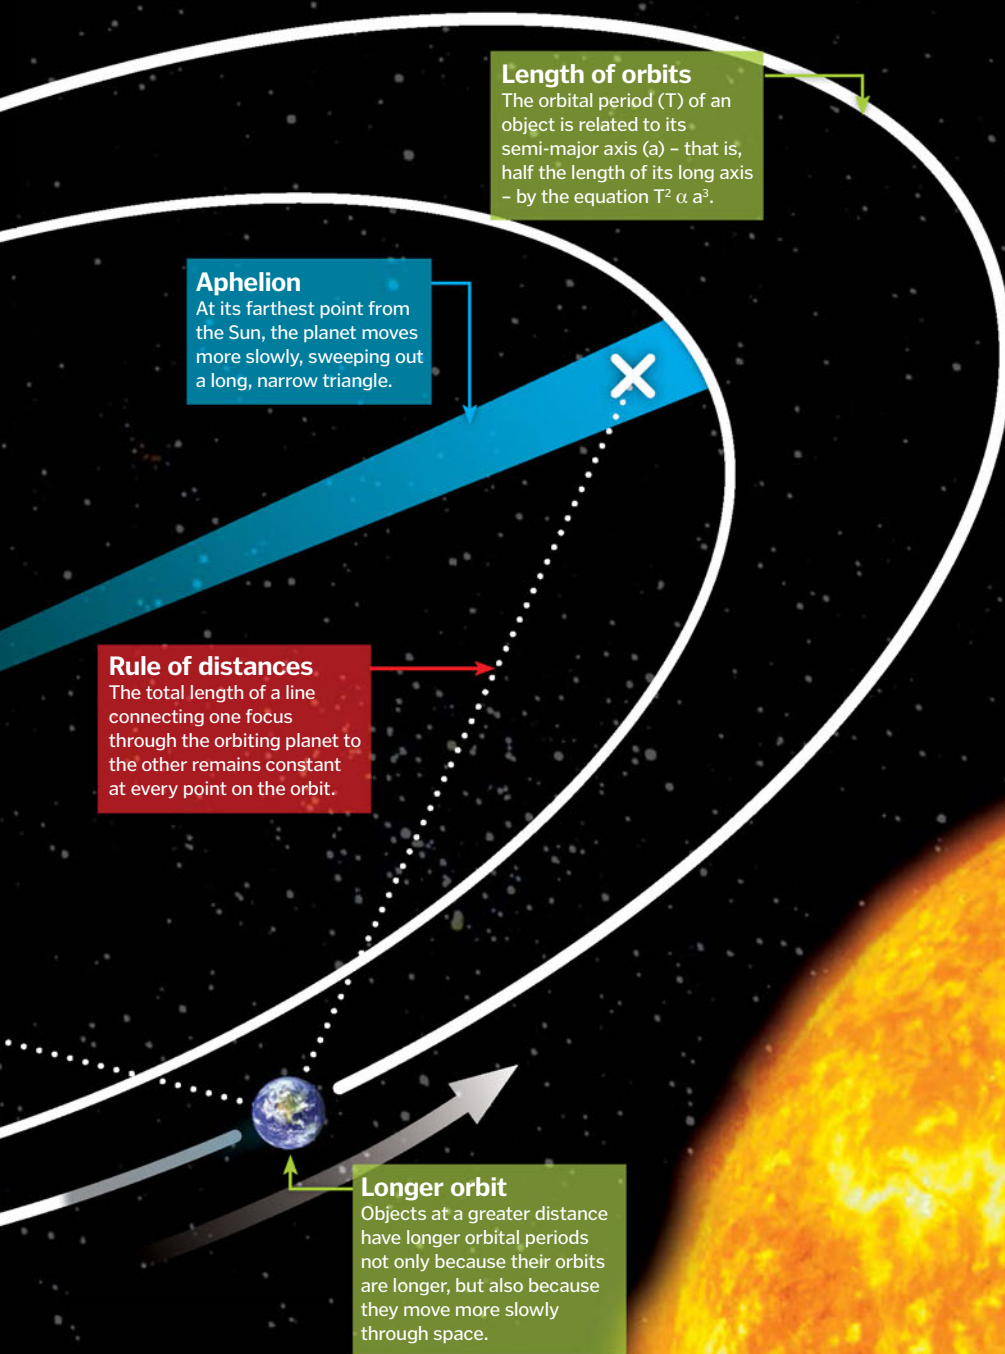 Length of orbits
The orbital period (T) of an
object is related to its
semi-major axis (a) – that is,
half the length of its long axis
– by the equation T² α a³.
Aphelion
At its farthest point from
the Sun, the planet moves
more slowly, sweeping out
a long, narrow triangle.
Rule of distances
The total length of a line
connecting one focus
through the orbiting planet to
the other remains constant
at every point on the orbit.
Longer orbit
Objects at a greater distance
have longer orbital periods
not only because their orbits
are longer, but also because
they move more slowly
through space.